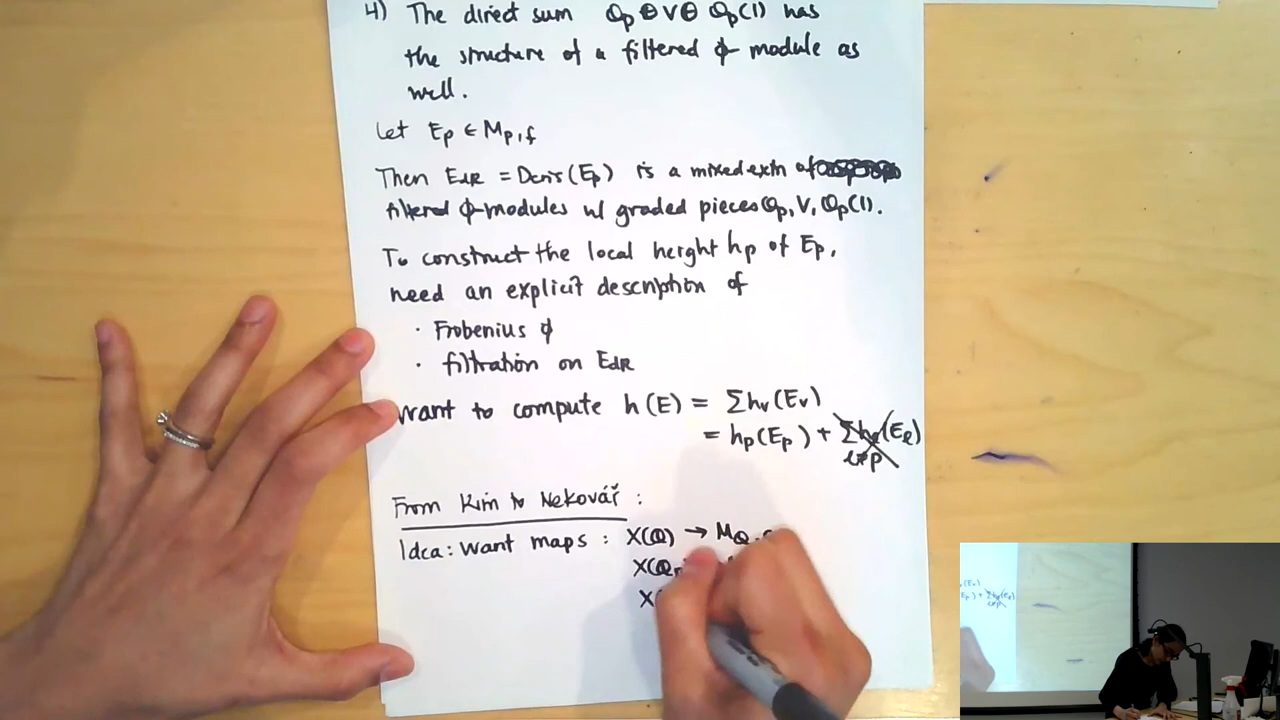 4) The direct sum ℚp ⊕ V ⊕ ℚp(1) has
the structure of a filtered ϕ module as
well.
Let Ep ∈ Mp,f
Then EdR = Dcris(Ep) is a mixed extn of
filtered ϕ-modules w/ graded pieces ℚp, V, ℚp(1).
To construct the local height hp of Ep,
need an explicit description of
· Frobenius ϕ
· filtration on EdR
Want to compute h(E) = Σhv(Ev)
= hp(Ep) + Σhℓ(Eℓ)
ℓ≠p
From Kim to Nekovář :
Idea: Want maps : X(ℚ) →
X(ℚ
X(